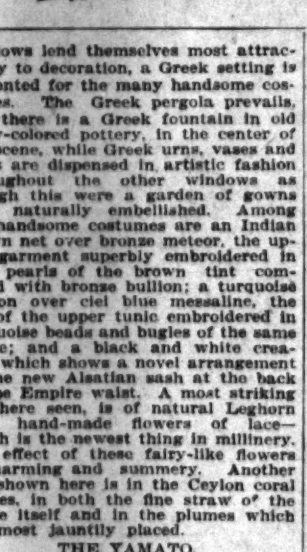 ows lend themselves most attrac-
y to decoration, a Greek setting is
nted for the many handsome cos-
s. The Greek pergola prevails,
there is a Greek fountain in old
-colored pottery, in the center of
scene, while Greek urns, vases and
are dispensed in artistic fashion
ughout the other windows as
gh this were a garden of gowns
naturally embellished. Among
handsome costumes are an Indian
n net over bronze meteor, the up-
garment superbly embroidered in
pearls of the brown tint com-
d with bronze bullion; a turquoise
on over ciel blue messaline, the
of the upper tunic embroidered in
uoise beads and bugles of the same
e; and a black and white crea-
which shows a novel arrangement
he new Alsatian sash at the back
he Empire waist. A most striking
here seen, is of natural Leghorn
hand-made flowers of lace—
h is the newest thing in millinery.
effect of these fairy-like flowers
arming and summery. Another
shown here is in the Ceylon coral
es, in both the fine straw of the
e itself and in the plumes which
most jauntily placed.
THE YAMATO.